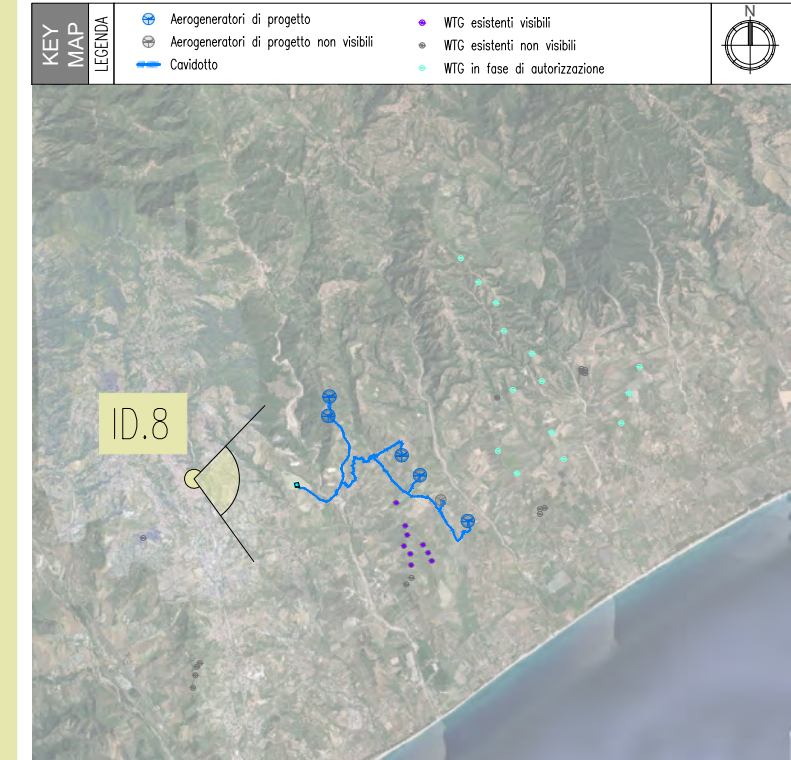 KEY
MAP
LEGENDA
Aerogeneratori di progetto
Aerogeneratori di progetto non visibili
Cavidotto
WTG esistenti visibili
WTG esistenti non visibili
WTG in fase di autorizzazione
N
ID.8